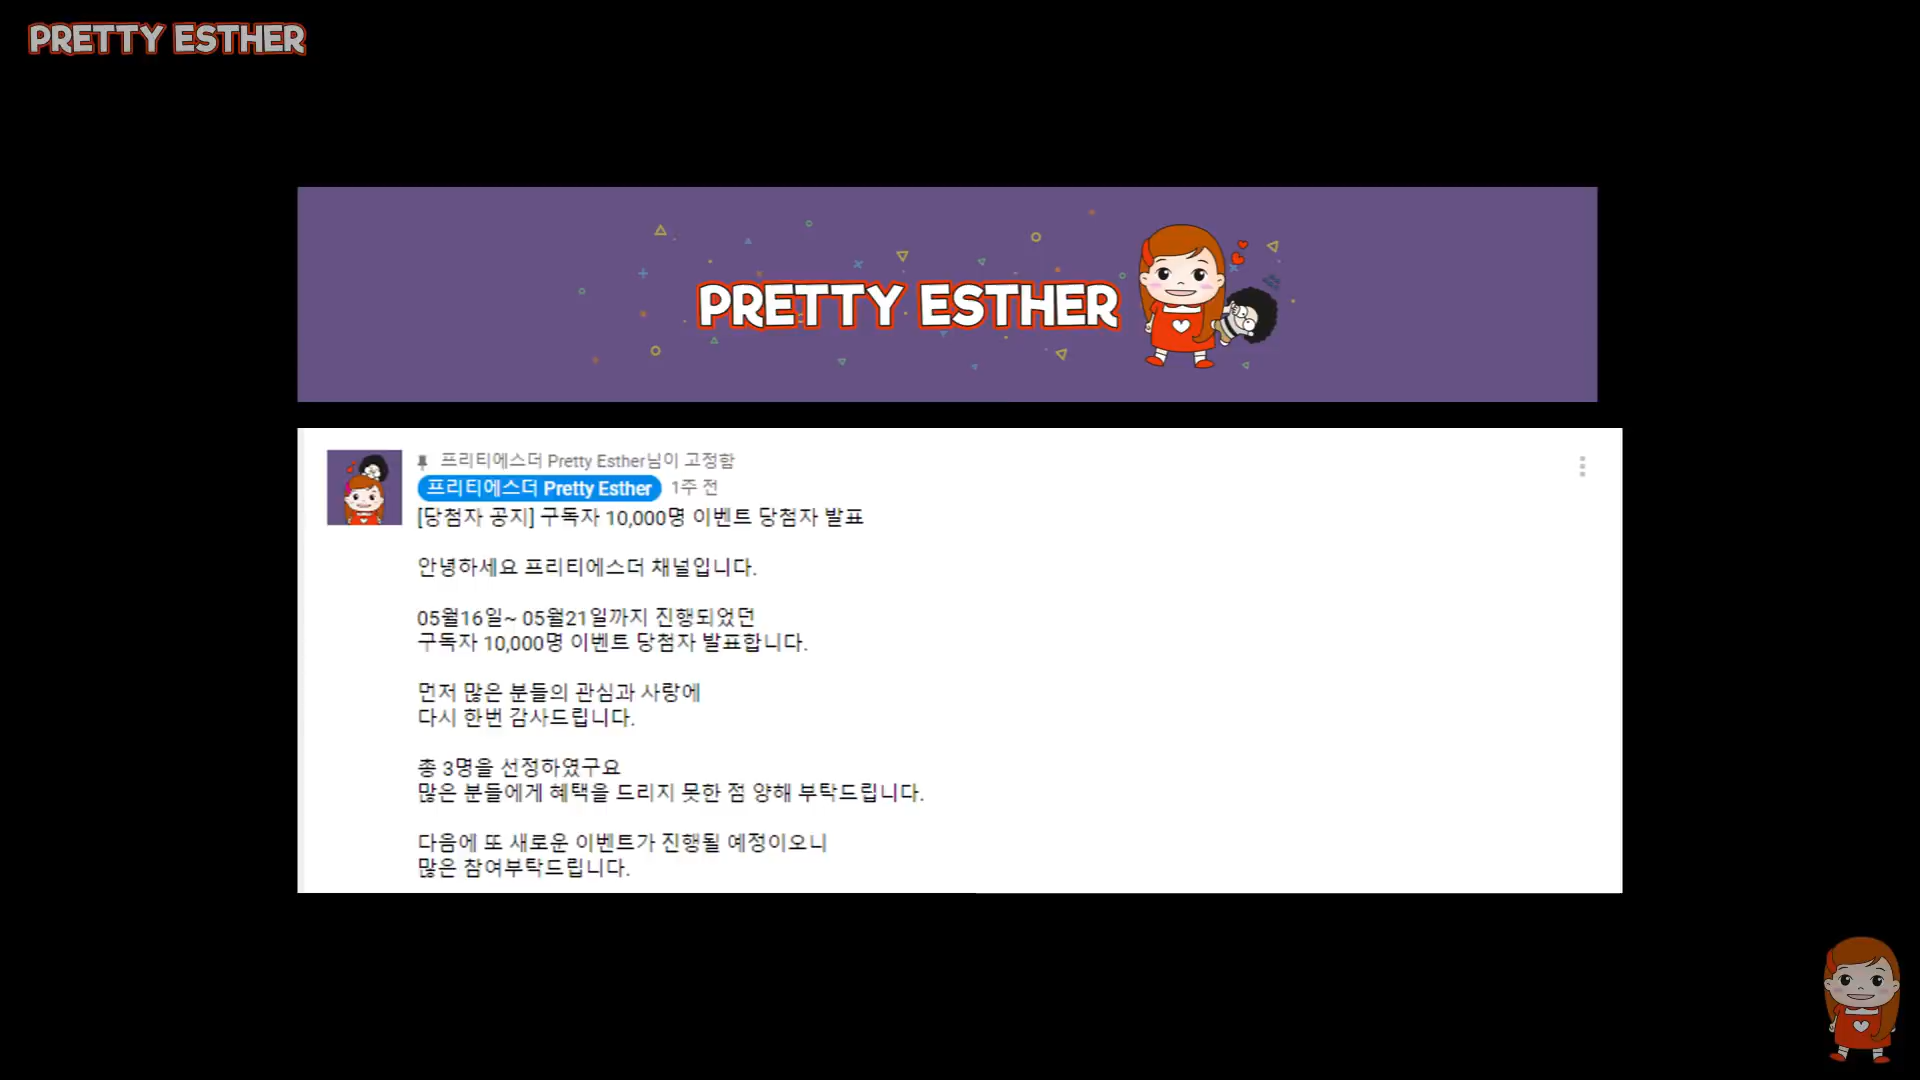 PRETTY ESTHER
PRETTY ESTHER
프리티에스더 Pretty Esther님이 고정함
프리티에스더 Pretty Esther 1주 전
[당첨자 공지] 구독자 10,000명 이벤트 당첨자 발표
안녕하세요 프리티에스더 채널입니다.
05월16일~ 05월21일까지 진행되었던
구독자 10,000명 이벤트 당첨자 발표합니다.
먼저 많은 분들의 관심과 사랑에
다시 한번 감사드립니다.
총 3명을 선정하였구요
많은 분들에게 혜택을 드리지 못한 점 양해 부탁드립니다.
다음에 또 새로운 이벤트가 진행될 예정이오니
많은 참여부탁드립니다.